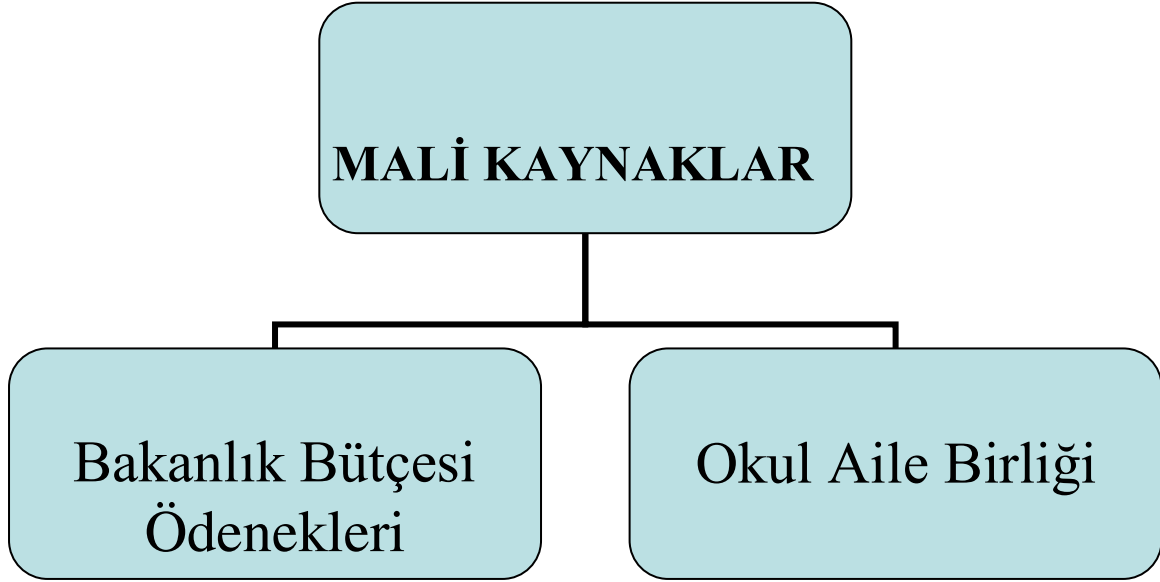 MALİ KAYNAKLAR
Bakanlık Bütçesi
Ödenekleri
Okul Aile Birliği